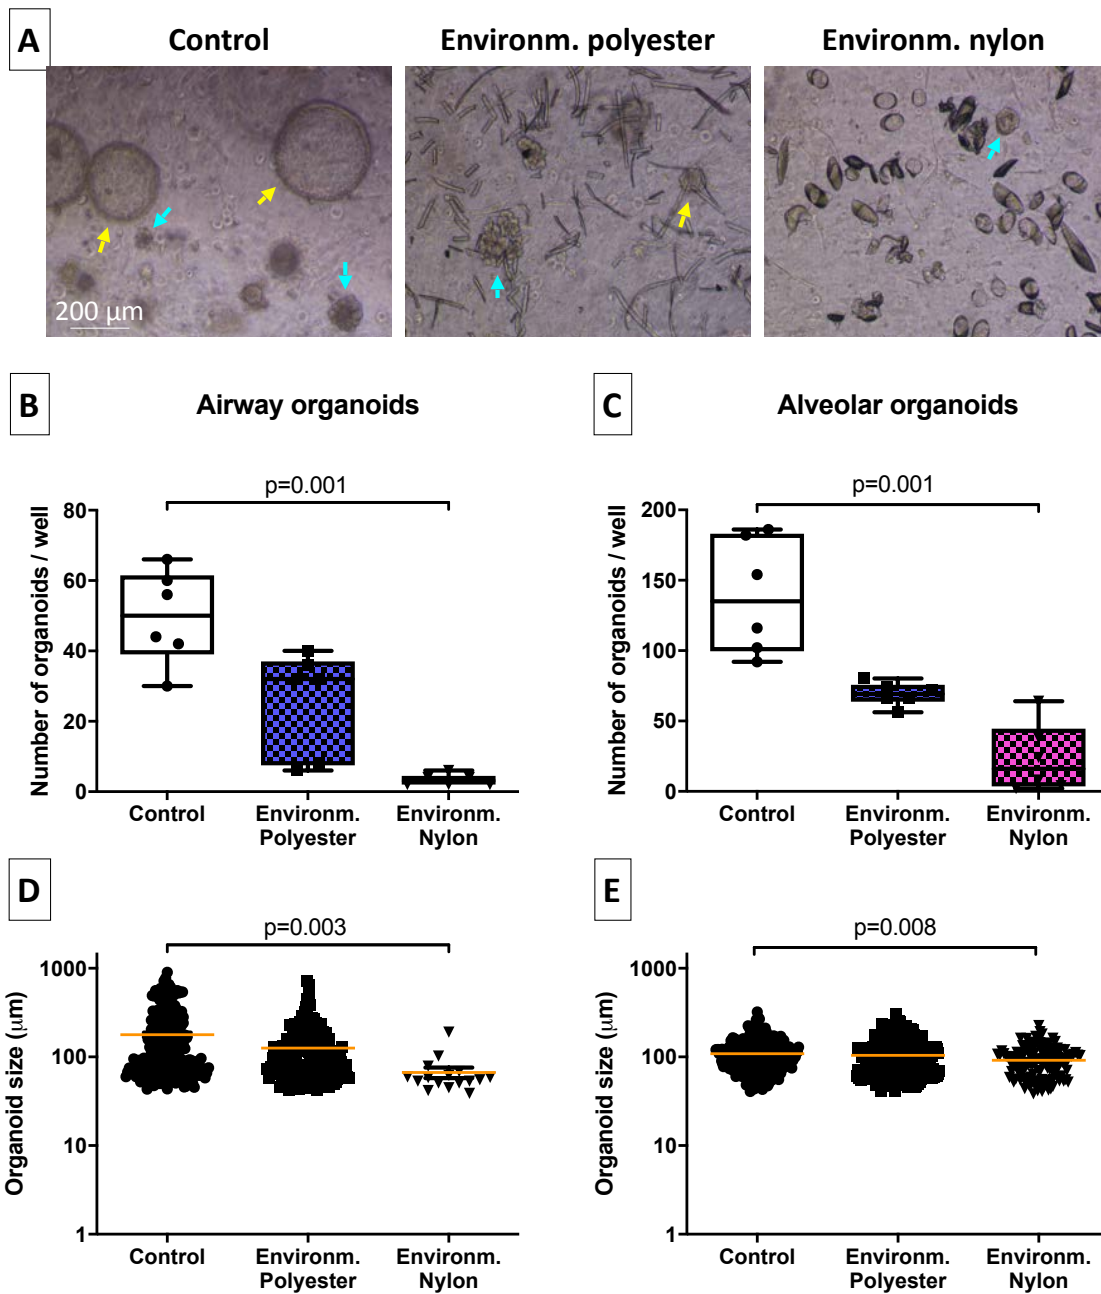 A
Control
Environm. polyester
Environm. nylon
200 µm
B
Airway organoids
C
Alveolar organoids
p=0.001
p=0.001
Number of organoids / well
80
60
40
20
0
Control
Environm.
Polyester
Environm.
Nylon
Number of organoids / well
200
150
100
50
0
Control
Environm.
Polyester
Environm.
Nylon
D
E
p=0.003
p=0.008
Organoid size (µm)
1000
100
10
1
Control
Environm.
Polyester
Environm.
Nylon
Organoid size (µm)
1000
100
10
1
Control
Environm.
Polyester
Environm.
Nylon